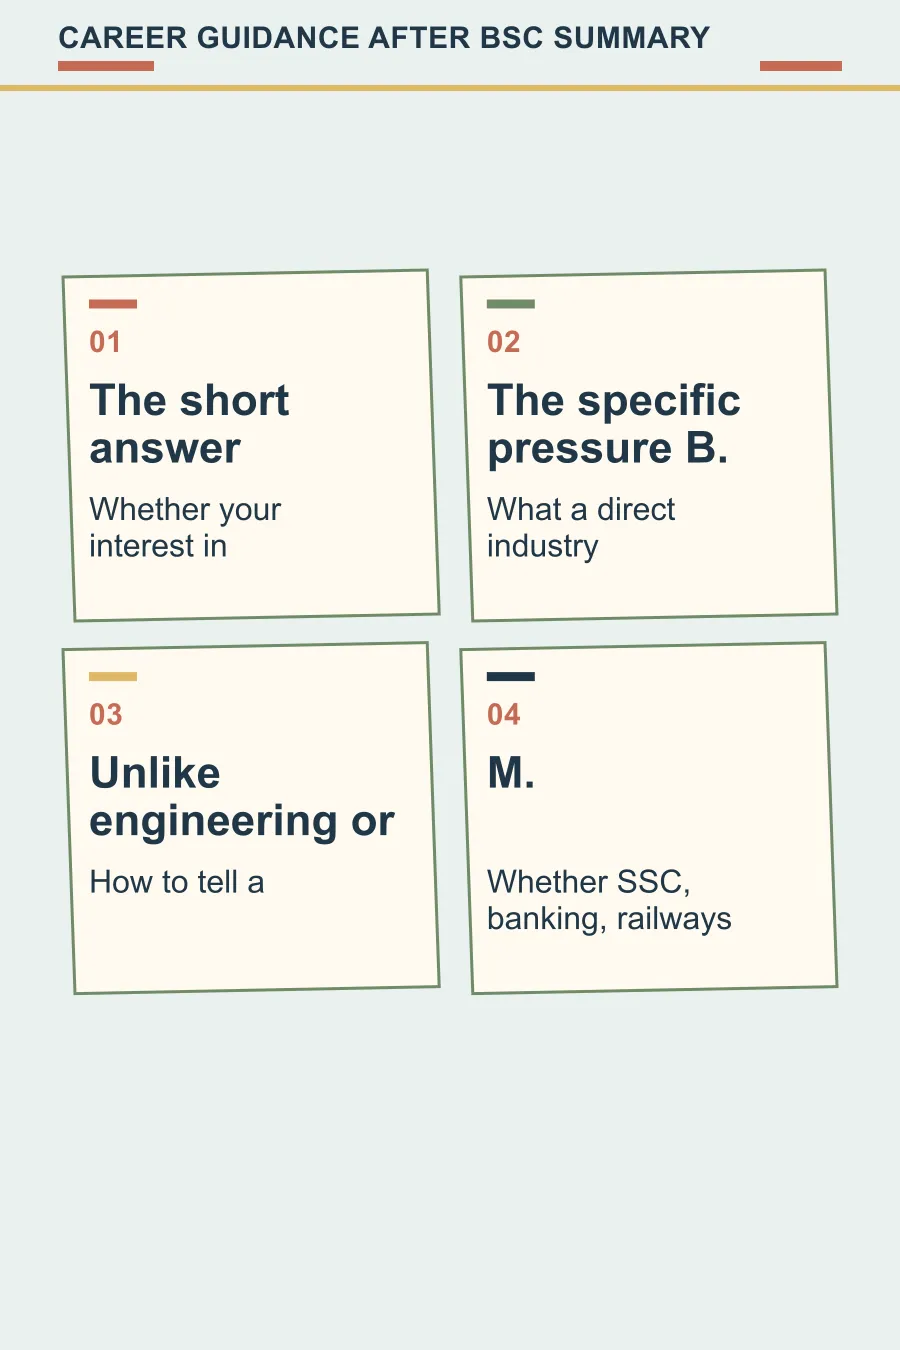 CAREER GUIDANCE AFTER BSC SUMMARY
01
The short
answer
Whether your
interest in
02
The specific
pressure B.
What a direct
industry
03
Unlike
engineering or
How to tell a
04
M.
Whether SSC,
banking, railways